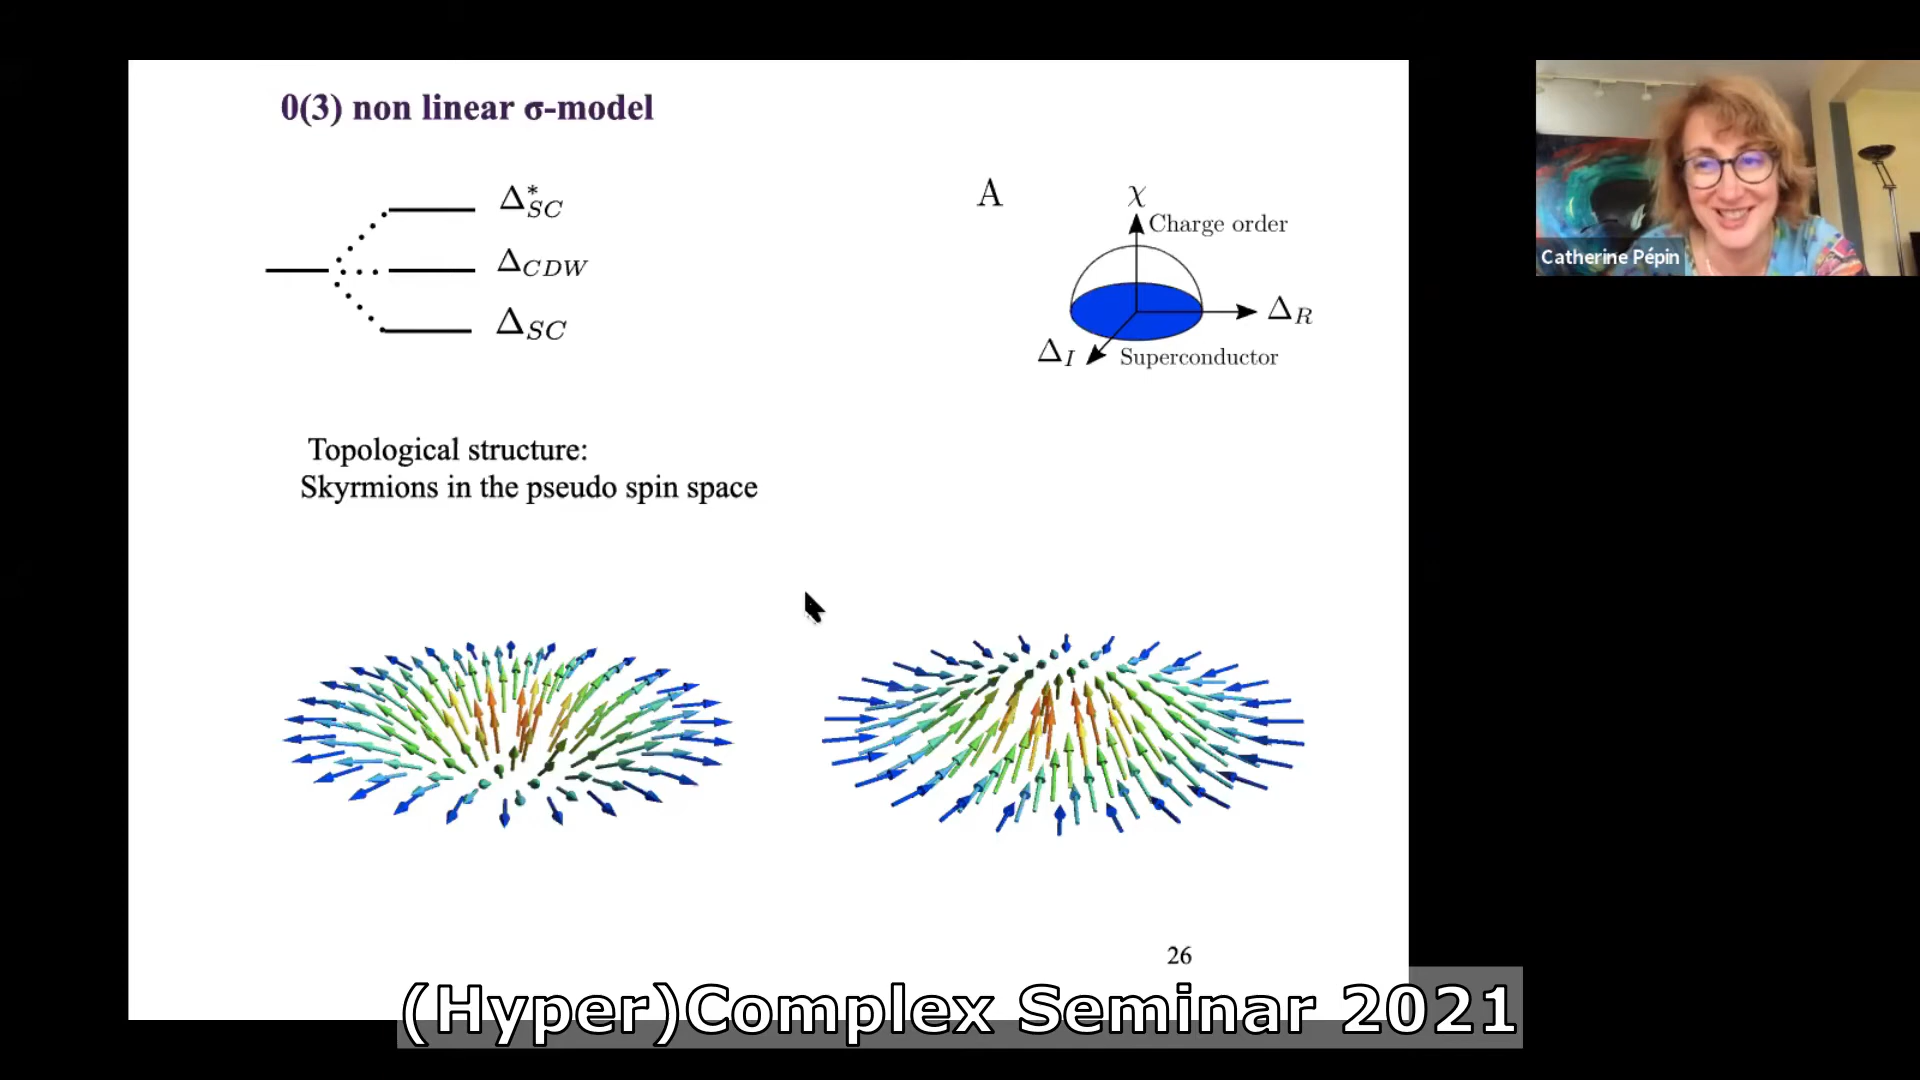 0(3) non linear σ-model
Δ*SC
ΔCDW
ΔSC
A
χ
Charge order
ΔR
ΔI
Superconductor
Topological structure:
Skyrmions in the pseudo spin space
26
Catherine Pépin
(Hyper)Complex Seminar 2021